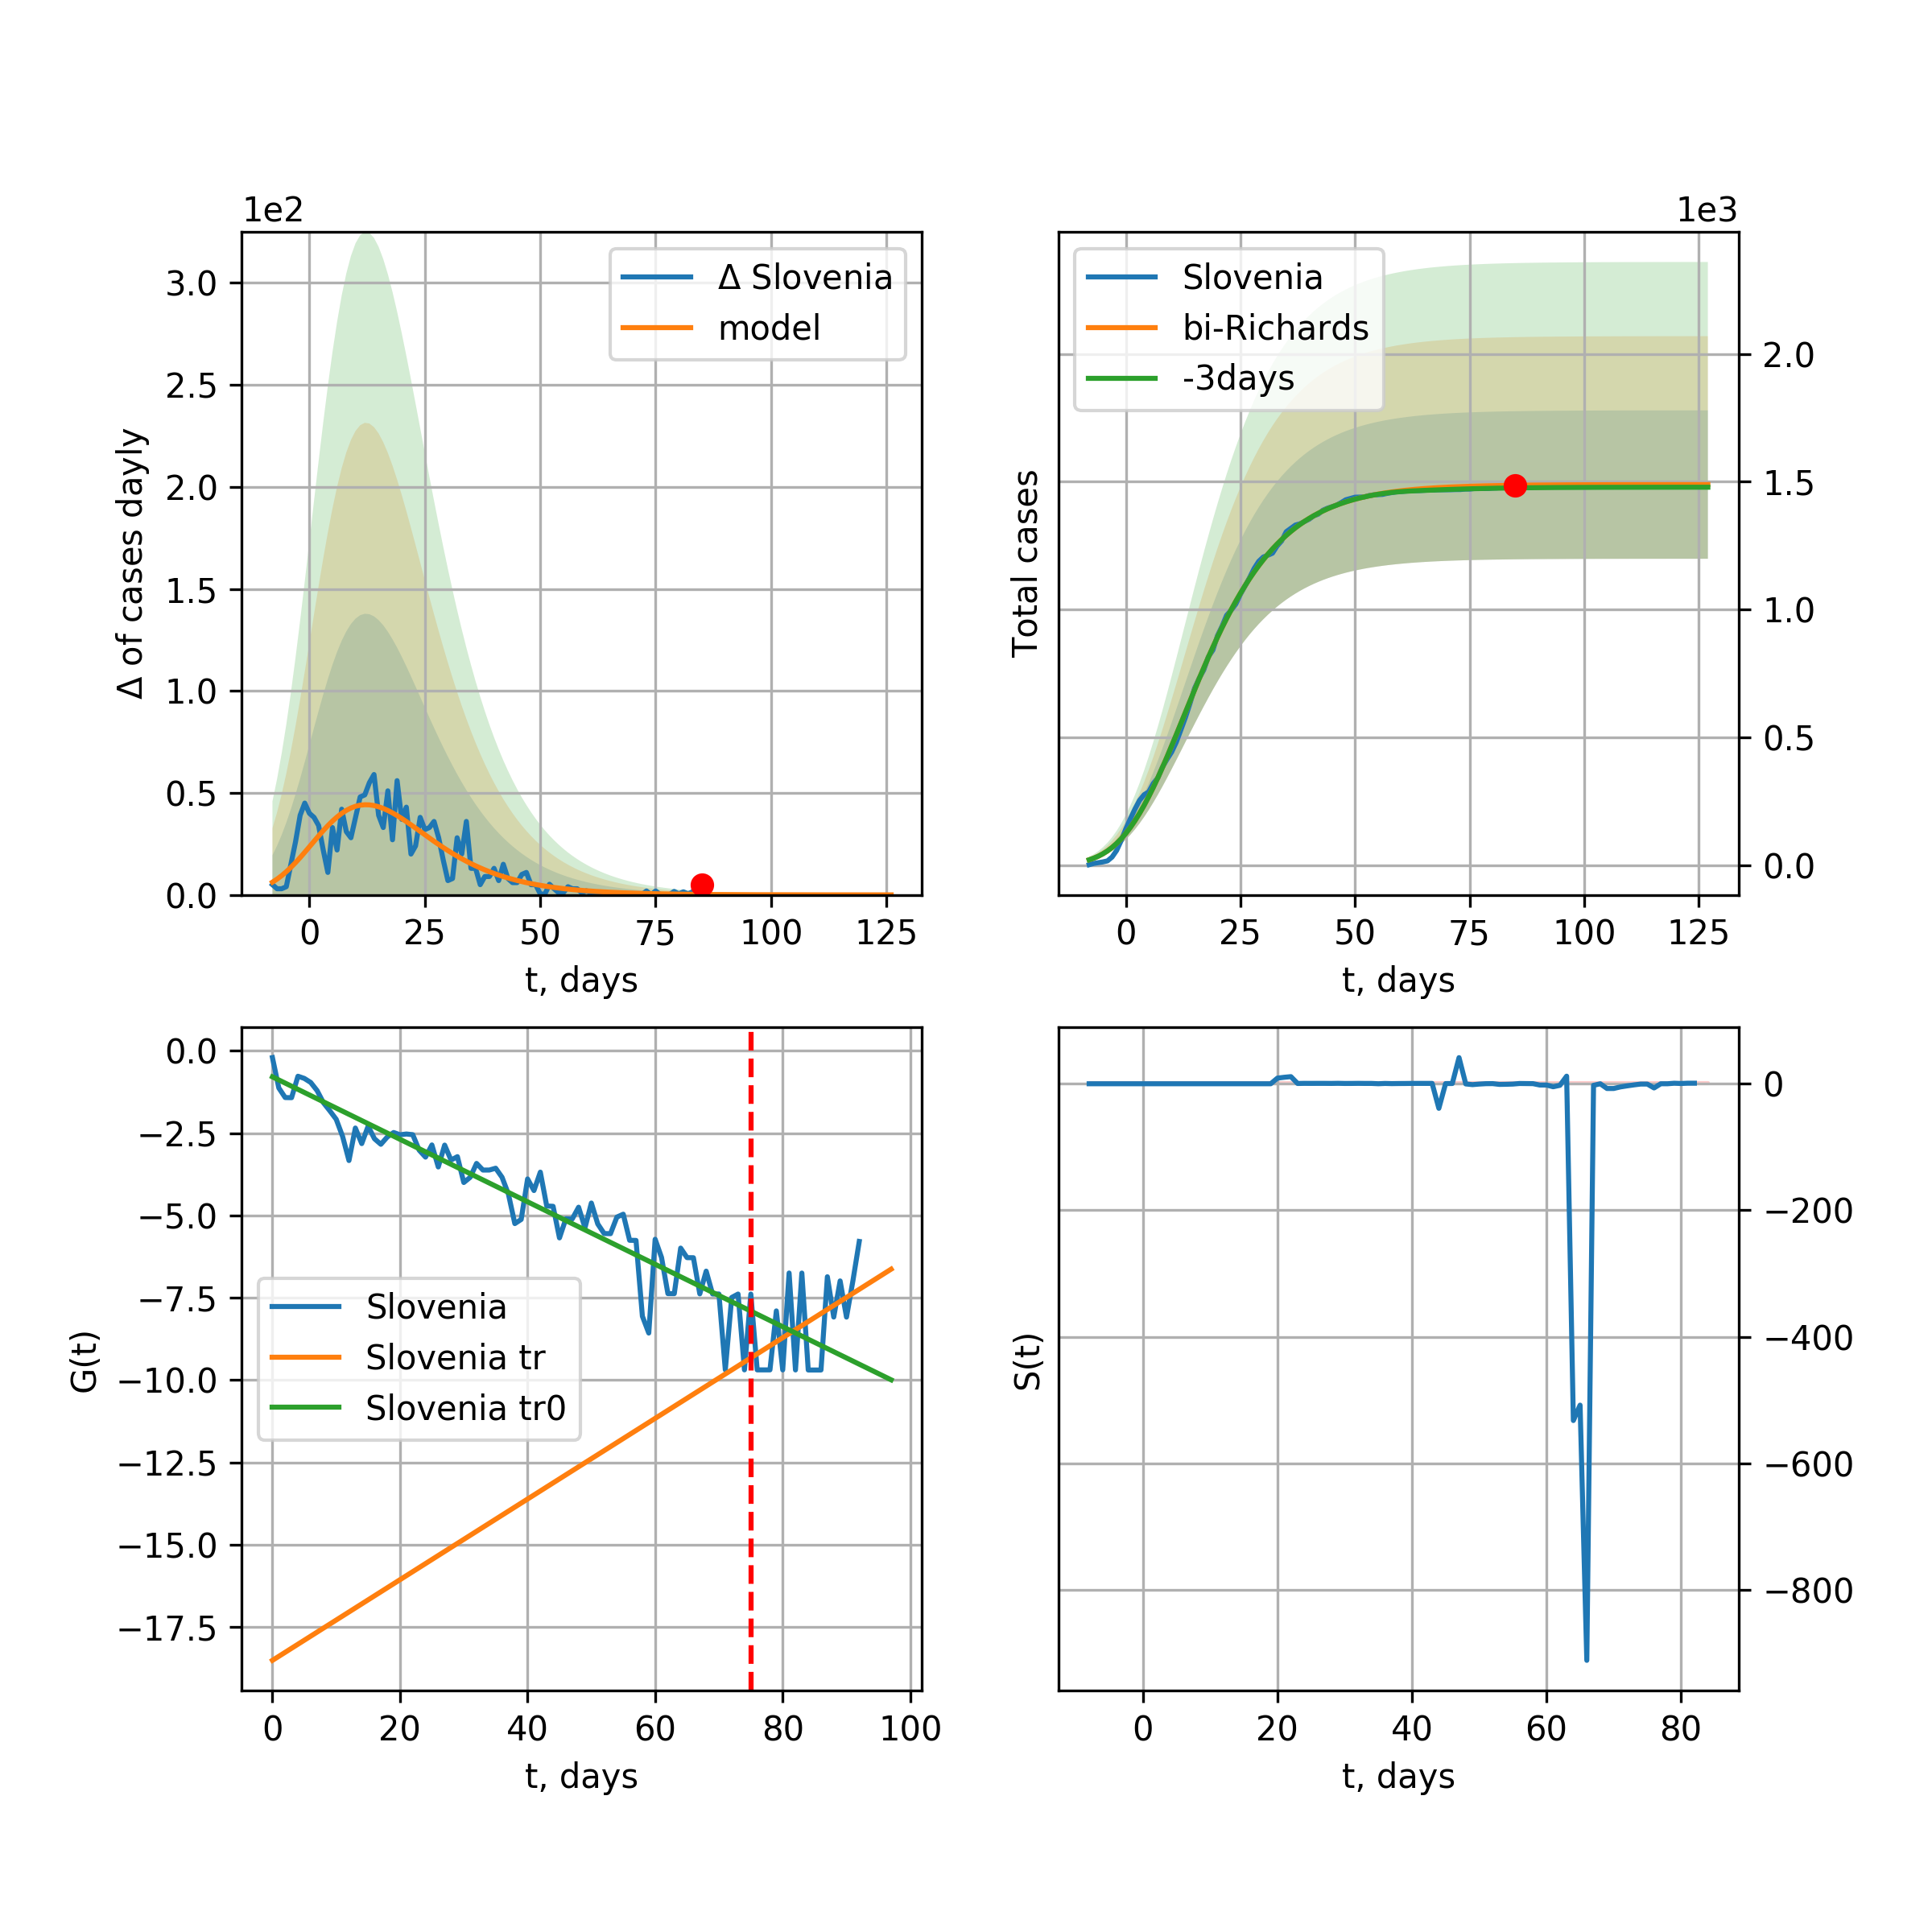 1e2
3.0
2.5
2.0
1.5
1.0
0.5
0.0
Δ of cases dayly
Δ Slovenia
model
0 25 50 75 100 125
t, days
1e3
Slovenia
bi-Richards
-3days
Total cases
2.0
1.5
1.0
0.5
0.0
0 25 50 75 100 125
t, days
0.0
−2.5
−5.0
−7.5
−10.0
−12.5
−15.0
−17.5
G(t)
Slovenia
Slovenia tr
Slovenia tr0
0 20 40 60 80 100
t, days
S(t)
0
−200
−400
−600
−800
0 20 40 60 80
t, days